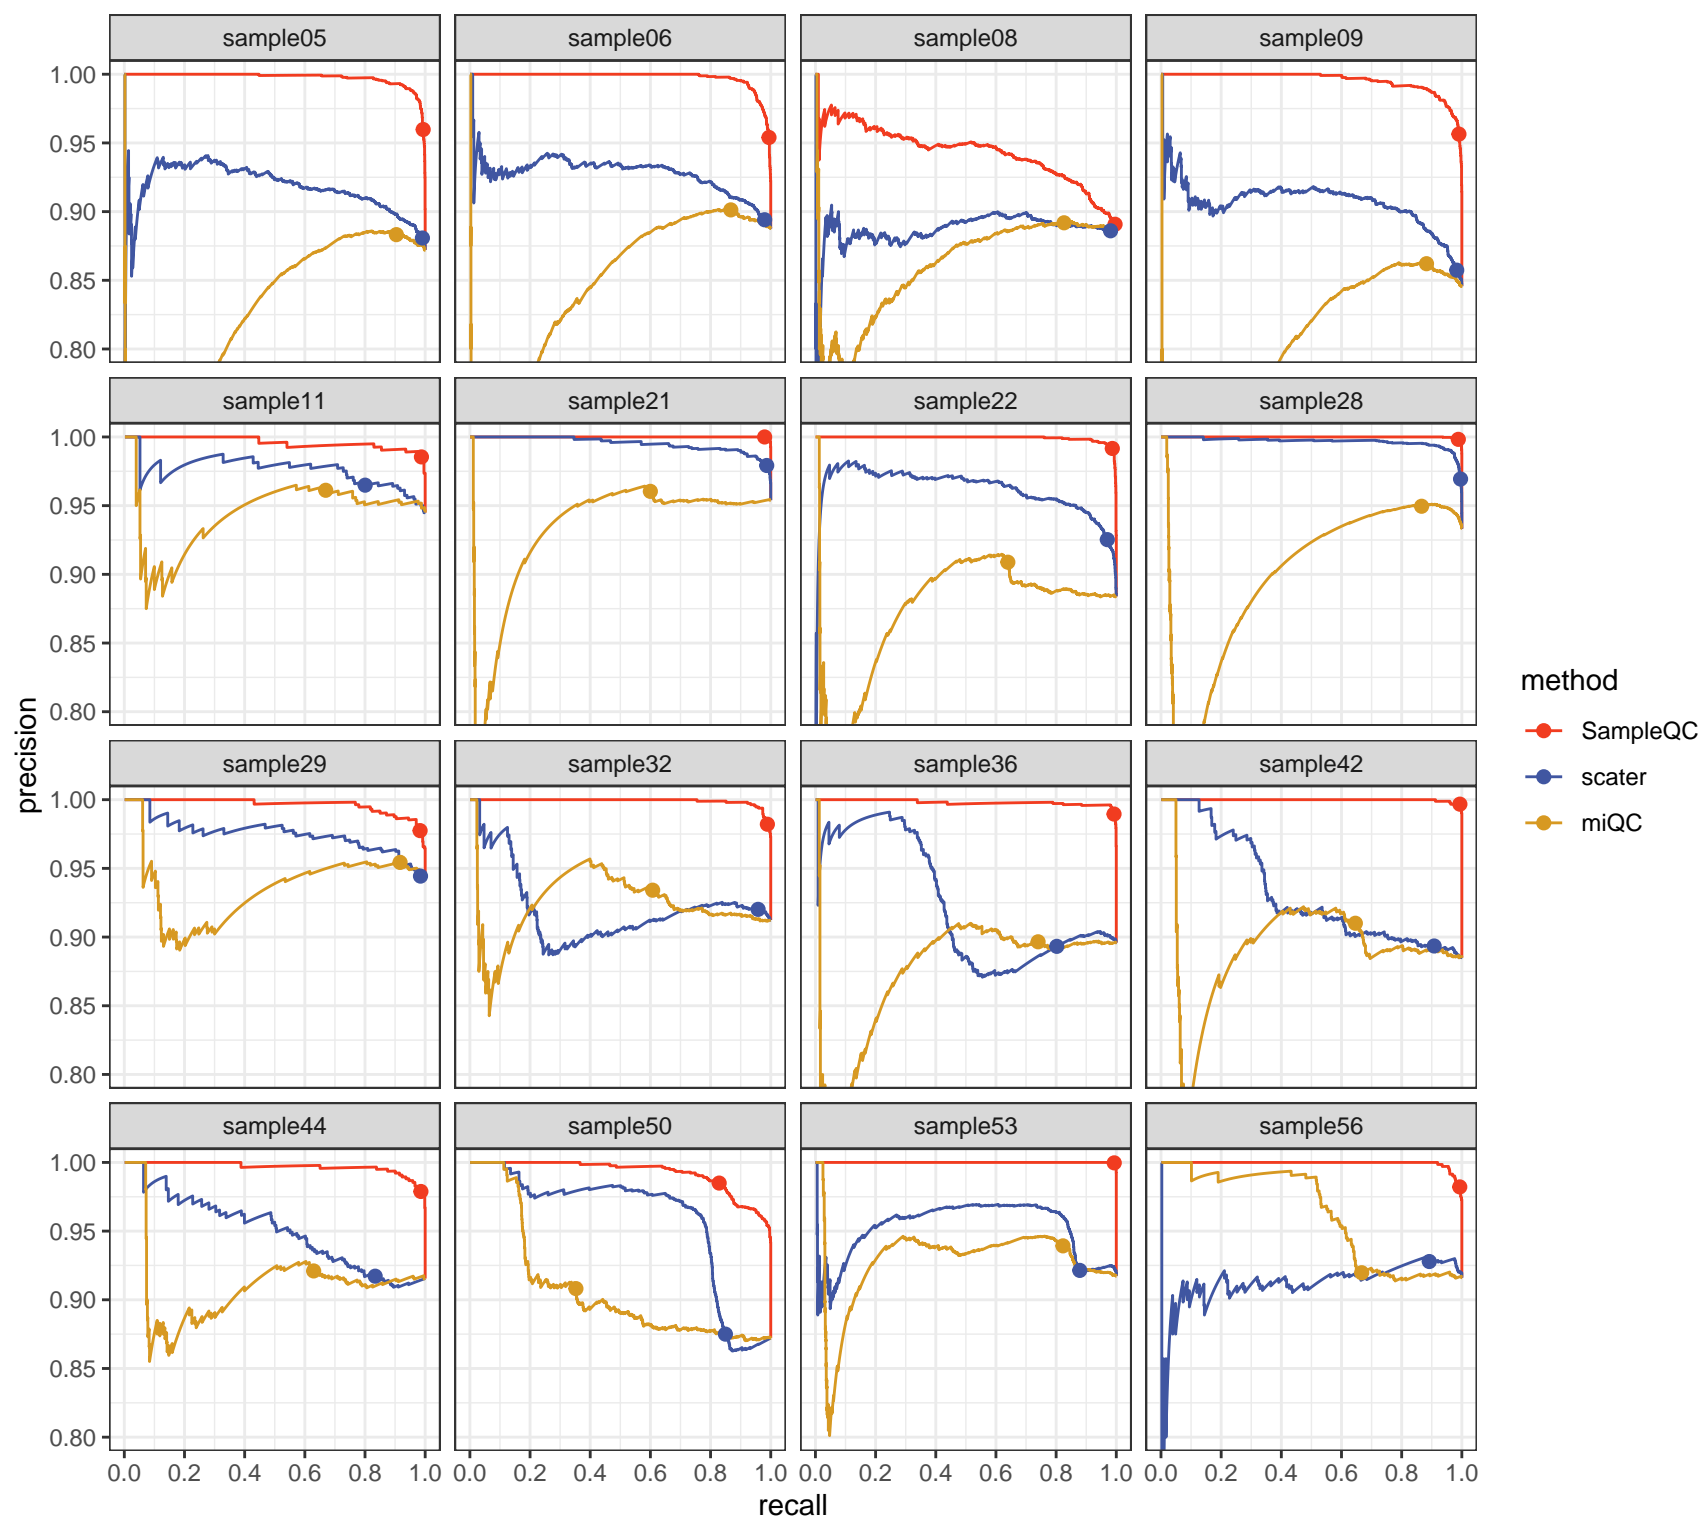 sample05 sample06 sample08 sample09
1.00
0.95
0.90
0.85
0.80
sample11 sample21 sample22 sample28
1.00
0.95
0.90
0.85
0.80
sample29 sample32 sample36 sample42
1.00
0.95
0.90
0.85
0.80
sample44 sample50 sample53 sample56
1.00
0.95
0.90
0.85
0.80
0.0 0.2 0.4 0.6 0.8 1.0 0.0 0.2 0.4 0.6 0.8 1.0 0.0 0.2 0.4 0.6 0.8 1.0 0.0 0.2 0.4 0.6 0.8 1.0
recall
precision
method
SampleQC
scater
miQC